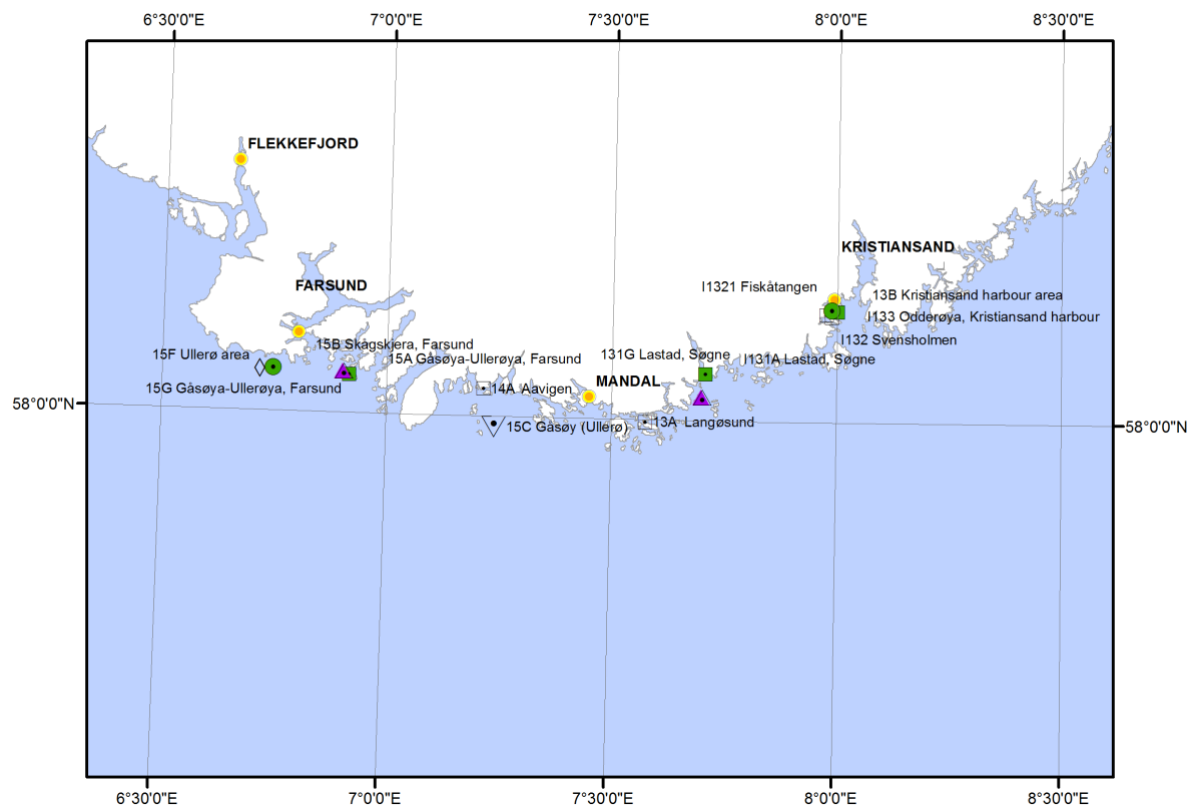 6°30'0"E
7°0'0"E
7°30'0"E
8°0'0"E
8°30'0"E
FLEKKEFJORD
KRISTIANSAND
FARSUND
I1321 Fiskåtangen
13B Kristiansand harbour area
I133 Odderøya, Kristiansand harbour
I132 Svensholmen
15B Skågskjera, Farsund
15F Ullerø area
15A Gåsøya-Ullerøya, Farsund
131G Lastad, Søgne
I131A Lastad, Søgne
15G Gåsøya-Ullerøya, Farsund
14A Aavigen
MANDAL
58°0'0"N
15C Gåsøy (Ullerø)
13A Langøsund
58°0'0"N
6°30'0"E
7°0'0"E
7°30'0"E
8°0'0"E
8°30'0"E